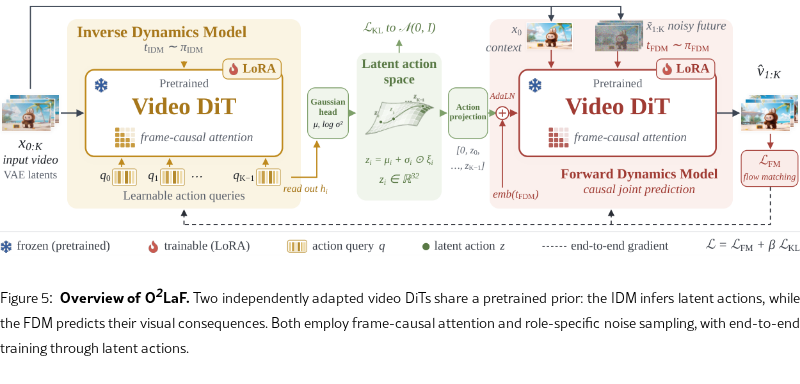 Inverse Dynamics Model
t_IDM ∼ π_IDM
LoRA
Pretrained
Video DiT
frame-causal attention
x_0:K
input video
VAE latents
q_0 q_1 ··· q_K−1
Learnable action queries
read out h_i
Gaussian
head
μ, log σ²
ℒ_KL to 𝒩(0, I)
Latent action
space
z_i = μ_i + σ_i ⊙ ξ_i
z_i ∈ ℝ³²
Action
projection
[0, z_0,
…, z_K−1]
AdaLN
emb(t_FDM)
x_0
context
x̃_1:K noisy future
t_FDM ∼ π_FDM
LoRA
Pretrained
Video DiT
frame-causal attention
Forward Dynamics Model
causal joint prediction
v̂_1:K
ℒ_FM
flow matching
frozen (pretrained)
trainable (LoRA)
action query q
latent action z
end-to-end gradient
ℒ = ℒ_FM + β ℒ_KL
Figure 5: Overview of O²LaF. Two independently adapted video DiTs share a pretrained prior: the IDM infers latent actions, while
the FDM predicts their visual consequences. Both employ frame-causal attention and role-specific noise sampling, with end-to-end
training through latent actions.